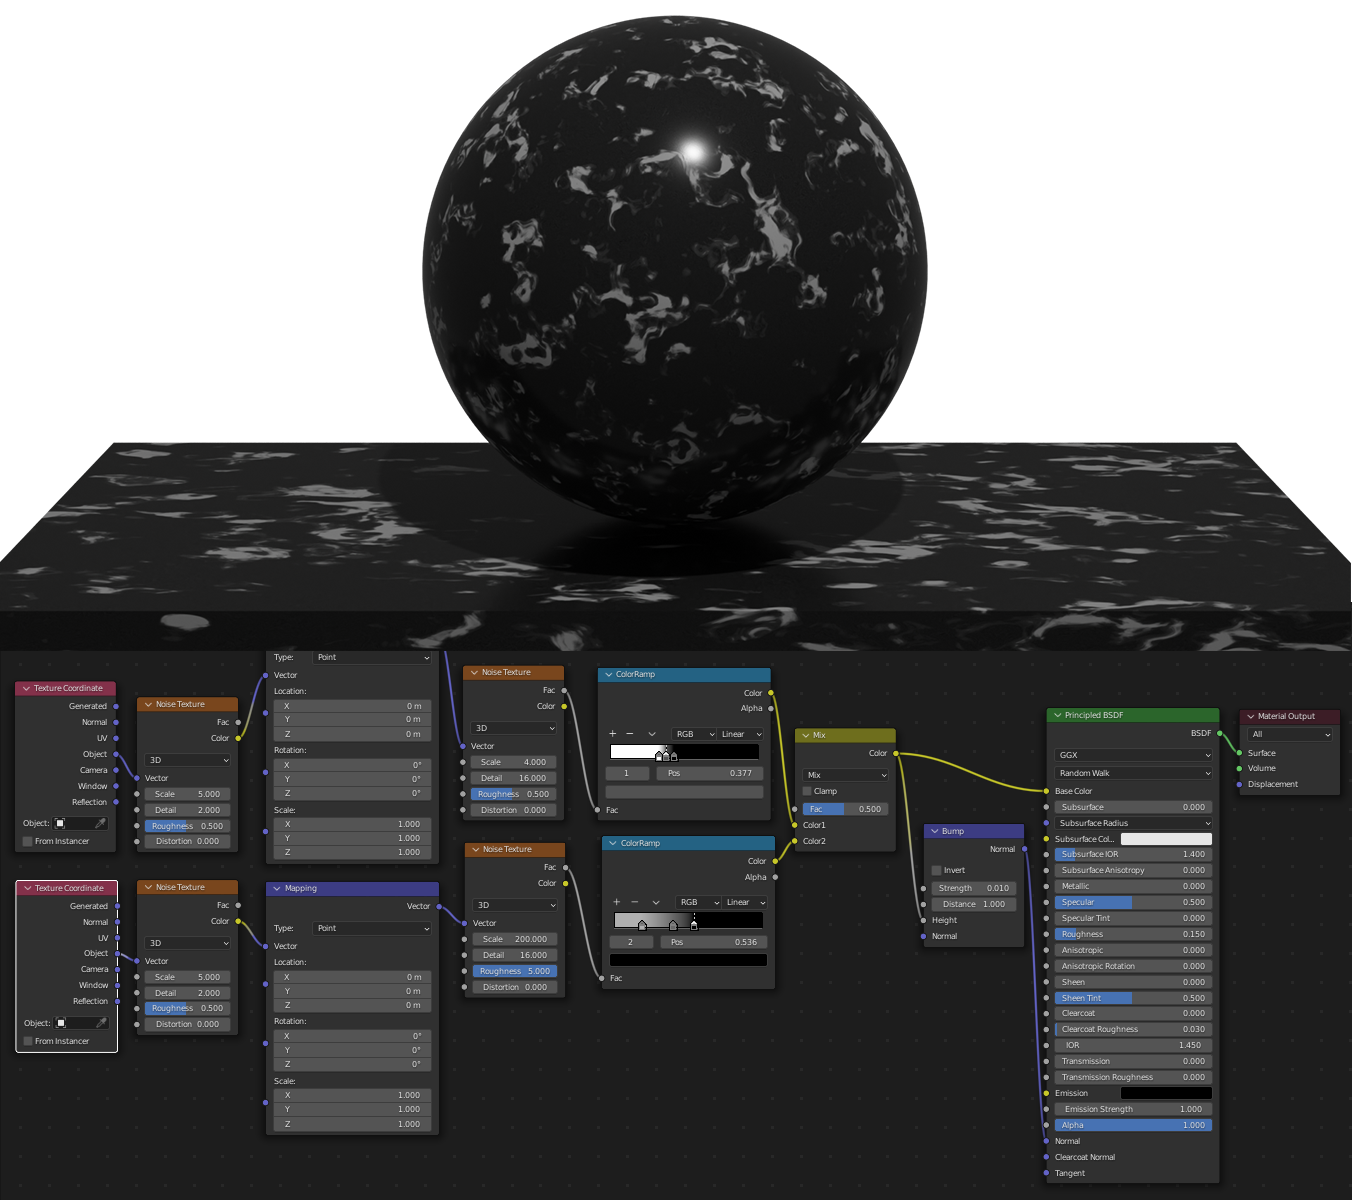 Texture Coordinate
Generated
Normal
UV
Object
Camera
Window
Reflection
Object:
From Instancer
Noise Texture
Fac
Color
3D
Vector
Scale 5.000
Detail 2.000
Roughness 0.500
Distortion 0.000
Type: Point
Vector
Location:
X 0 m
Y 0 m
Z 0 m
Rotation:
X 0°
Y 0°
Z 0°
Scale:
X 1.000
Y 1.000
Z 1.000
Noise Texture
Fac
Color
3D
Vector
Scale 4.000
Detail 16.000
Roughness 0.500
Distortion 0.000
ColorRamp
Color
Alpha
+ − RGB Linear
1 Pos 0.377
Fac
Mix
Color
Mix
Clamp
Fac 0.500
Color1
Color2
Texture Coordinate
Generated
Normal
UV
Object
Camera
Window
Reflection
Object:
From Instancer
Noise Texture
Fac
Color
3D
Vector
Scale 5.000
Detail 2.000
Roughness 0.500
Distortion 0.000
Mapping
Vector
Type: Point
Vector
Location:
X 0 m
Y 0 m
Z 0 m
Rotation:
X 0°
Y 0°
Z 0°
Scale:
X 1.000
Y 1.000
Z 1.000
Noise Texture
Fac
Color
3D
Vector
Scale 200.000
Detail 16.000
Roughness 5.000
Distortion 0.000
ColorRamp
Color
Alpha
+ − RGB Linear
2 Pos 0.536
Fac
Bump
Normal
Invert
Strength 0.010
Distance 1.000
Height
Normal
Principled BSDF
BSDF
GGX
Random Walk
Base Color
Subsurface 0.000
Subsurface Radius
Subsurface Col...
Subsurface IOR 1.400
Subsurface Anisotropy 0.000
Metallic 0.000
Specular 0.500
Specular Tint 0.000
Roughness 0.150
Anisotropic 0.000
Anisotropic Rotation 0.000
Sheen 0.000
Sheen Tint 0.500
Clearcoat 0.000
Clearcoat Roughness 0.030
IOR 1.450
Transmission 0.000
Transmission Roughness 0.000
Emission
Emission Strength 1.000
Alpha 1.000
Normal
Clearcoat Normal
Tangent
Material Output
All
Surface
Volume
Displacement